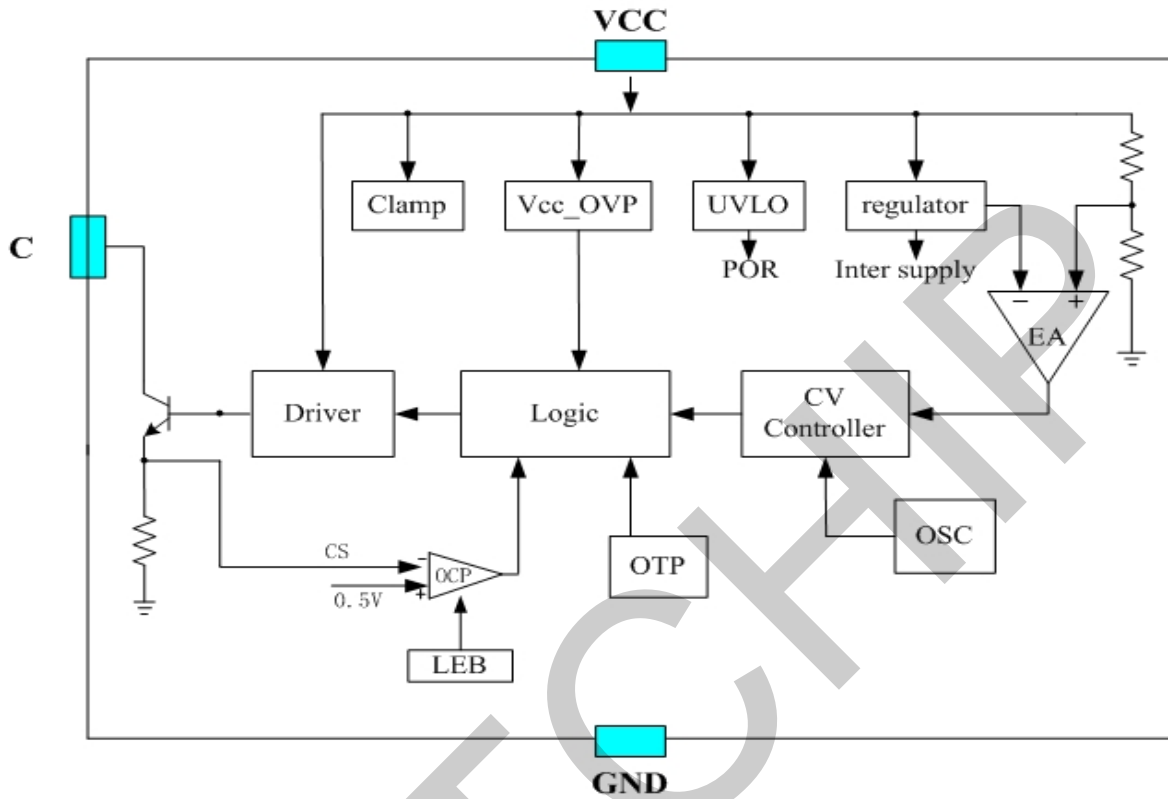 VCC
Clamp
Vcc_OVP
UVLO
regulator
C
POR
Inter supply
−
+
EA
Driver
Logic
CV
Controller
OSC
CS
-
OCP
0.5V
+
OTP
LEB
GND
TCHIP